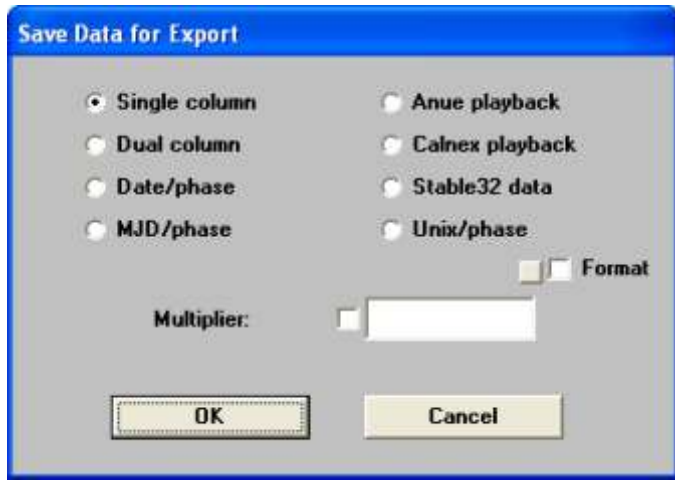 Save Data for Export
Single column
Anue playback
Dual column
Calnex playback
Date/phase
Stable32 data
MJD/phase
Unix/phase
Format
Multiplier:
OK
Cancel